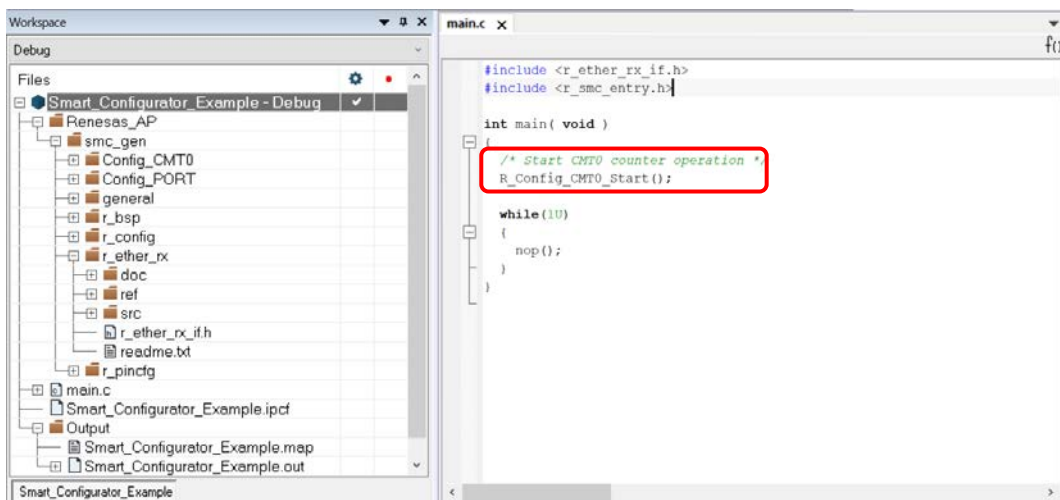 Workspace
Debug
Files
Smart_Configurator_Example - Debug
Renesas_AP
smc_gen
Config_CMT0
Config_PORT
general
r_bsp
r_config
r_ether_rx
doc
ref
src
r_ether_rx_if.h
readme.txt
r_pincfg
main.c
Smart_Configurator_Example.ipcf
Output
Smart_Configurator_Example.map
Smart_Configurator_Example.out
Smart_Configurator_Example
main.c
#include <r_ether_rx_if.h>
#include <r_smc_entry.h>
int main( void )
{
/* Start CMT0 counter operation */
R_Config_CMT0_Start();
while(1U)
{
nop();
}
}